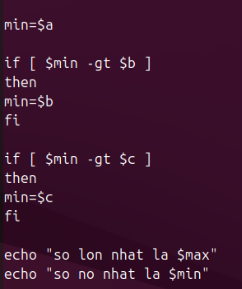 min=$a
if [ $min -gt $b ]
then
min=$b
fi
if [ $min -gt $c ]
then
min=$c
fi
echo "so lon nhat la $max"
echo "so no nhat la $min"